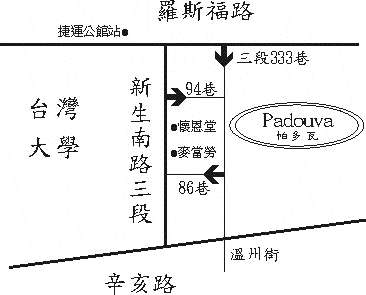 羅斯福路
捷運公館站
三段333巷
94巷
新生南路三段
台灣
大學
懷恩堂
麥當勞
86巷
Padouva
帕多瓦
溫州街
辛亥路